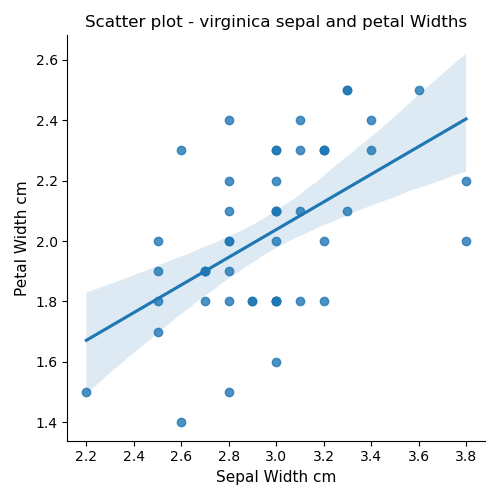 Scatter plot - virginica sepal and petal Widths
2.6
2.4
2.2
2.0
1.8
1.6
1.4
Petal Width cm
2.2 2.4 2.6 2.8 3.0 3.2 3.4 3.6 3.8
Sepal Width cm